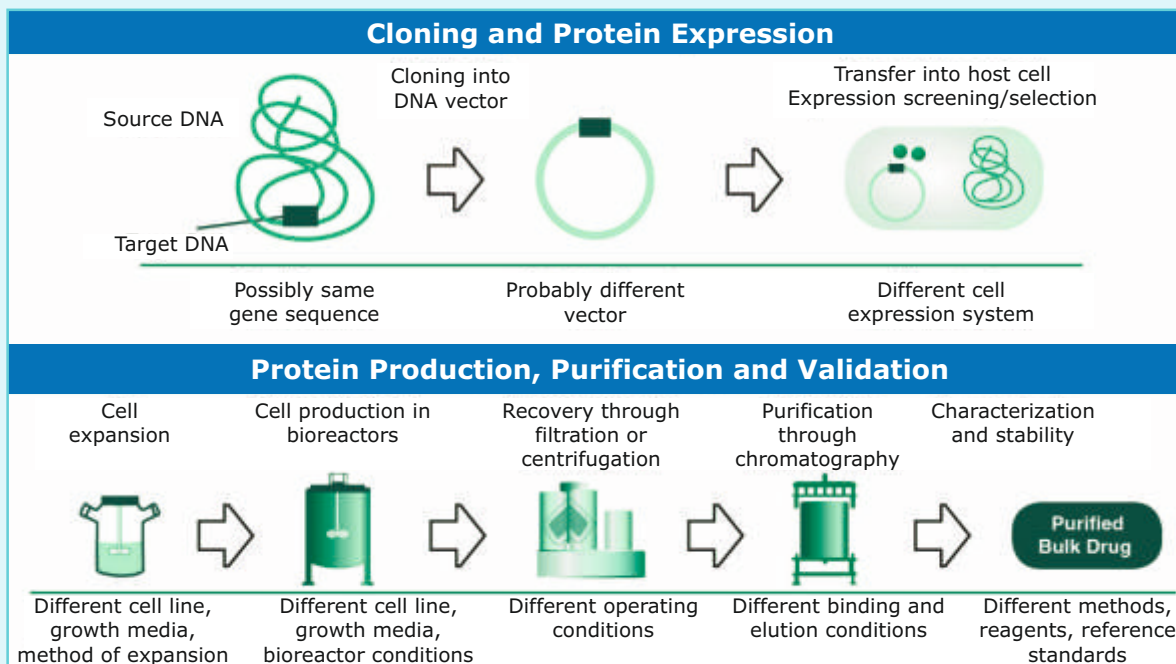 Cloning and Protein Expression
Source DNA
Target DNA
Cloning into
DNA vector
Transfer into host cell
Expression screening/selection
Possibly same
gene sequence
Probably different
vector
Different cell
expression system
Protein Production, Purification and Validation
Cell
expansion
Cell production in
bioreactors
Recovery through
filtration or
centrifugation
Purification
through
chromatography
Characterization
and stability
Purified
Bulk Drug
Different cell line,
growth media,
method of expansion
Different cell line,
growth media,
bioreactor conditions
Different operating
conditions
Different binding and
elution conditions
Different methods,
reagents, reference
standards